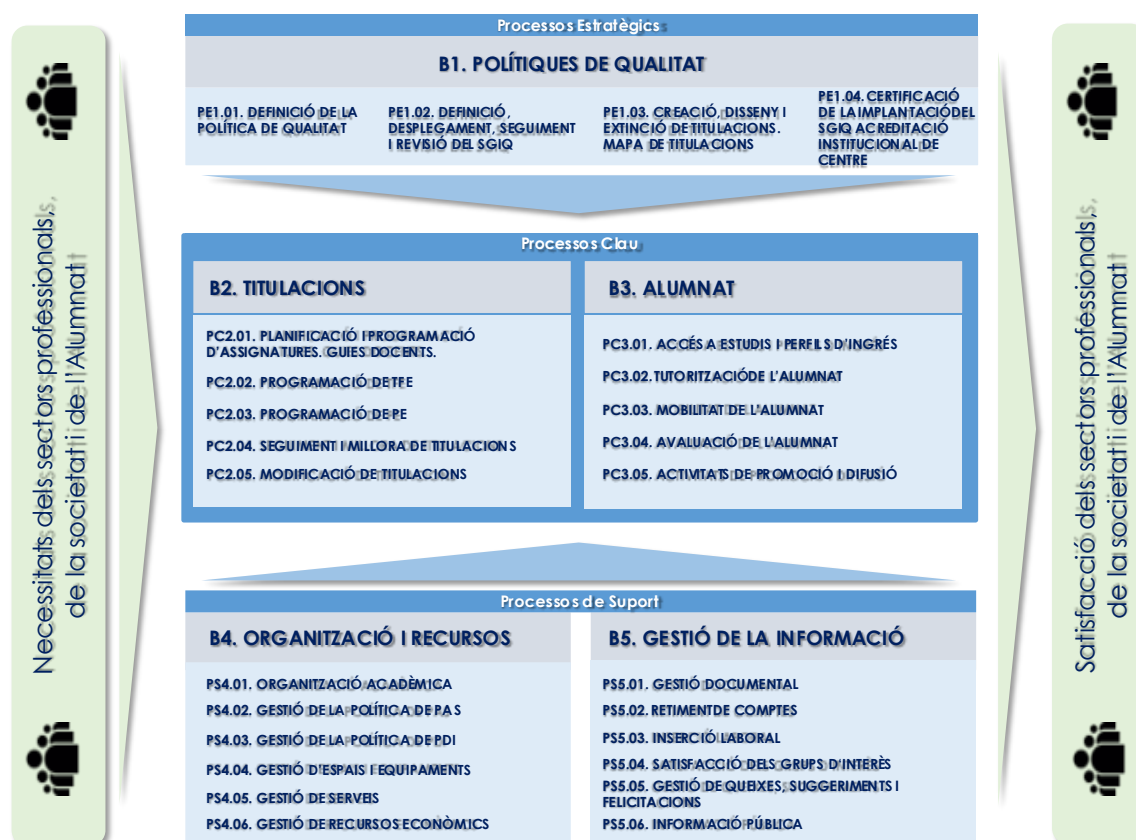 Necessitats dels sectors professionals,
de la societat i de l'Alumnat
Processos Estratègics
B1. POLÍTIQUES DE QUALITAT
PE1.01. DEFINICIÓ DE LA
POLÍTICA DE QUALITAT
PE1.02. DEFINICIÓ,
DESPLEGAMENT, SEGUIMENT
I REVISIÓ DEL SGIQ
PE1.03. CREACIÓ, DISSENY I
EXTINCIÓ DE TITULACIONS.
MAPA DE TITULACIONS
PE1.04. CERTIFICACIÓ
DE LA IMPLANTACIÓ DEL
SGIQ ACREDITACIÓ
INSTITUCIONAL DE
CENTRE
Processos Clau
B2. TITULACIONS
PC2.01. PLANIFICACIÓ I PROGRAMACIÓ
D'ASSIGNATURES. GUIES DOCENTS.
PC2.02. PROGRAMACIÓ DE TFE
PC2.03. PROGRAMACIÓ DE PE
PC2.04. SEGUIMENT I MILLORA DE TITULACIONS
PC2.05. MODIFICACIÓ DE TITULACIONS
B3. ALUMNAT
PC3.01. ACCÉS A ESTUDIS I PERFILS D'INGRÉS
PC3.02. TUTORITZACIÓ DE L'ALUMNAT
PC3.03. MOBILITAT DE L'ALUMNAT
PC3.04. AVALUACIÓ DE L'ALUMNAT
PC3.05. ACTIVITATS DE PROMOCIÓ I DIFUSIÓ
Processos de Suport
B4. ORGANITZACIÓ I RECURSOS
PS4.01. ORGANITZACIÓ ACADÈMICA
PS4.02. GESTIÓ DE LA POLÍTICA DE PAS
PS4.03. GESTIÓ DE LA POLÍTICA DE PDI
PS4.04. GESTIÓ D'ESPAIS I EQUIPAMENTS
PS4.05. GESTIÓ DE SERVEIS
PS4.06. GESTIÓ DE RECURSOS ECONÒMICS
B5. GESTIÓ DE LA INFORMACIÓ
PS5.01. GESTIÓ DOCUMENTAL
PS5.02. RETIMENT DE COMPTES
PS5.03. INSERCIÓ LABORAL
PS5.04. SATISFACCIÓ DELS GRUPS D'INTERÈS
PS5.05. GESTIÓ DE QUEIXES, SUGGERIMENTS I
FELICITACIONS
PS5.06. INFORMACIÓ PÚBLICA
Satisfacció dels sectors professionals,
de la societat i de l'Alumnat